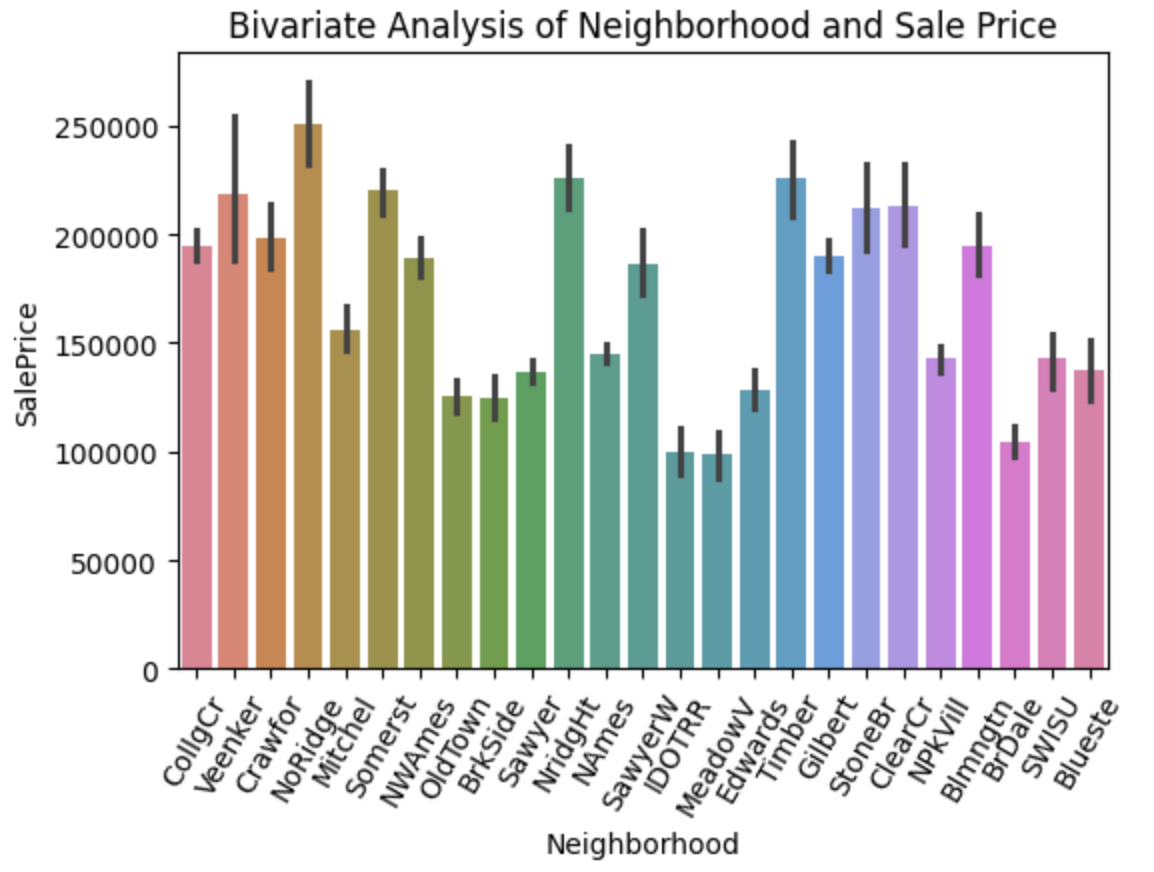 Bivariate Analysis of Neighborhood and Sale Price
250000
200000
150000
100000
50000
0
SalePrice
CollgCr
Veenker
Crawfor
NoRidge
Mitchel
Somerst
NWAmes
OldTown
BrkSide
Sawyer
NridgHt
NAmes
SawyerW
IDOTRR
MeadowV
Edwards
Timber
Gilbert
StoneBr
ClearCr
NPkVill
Blmngtn
BrDale
SWISU
Blueste
Neighborhood